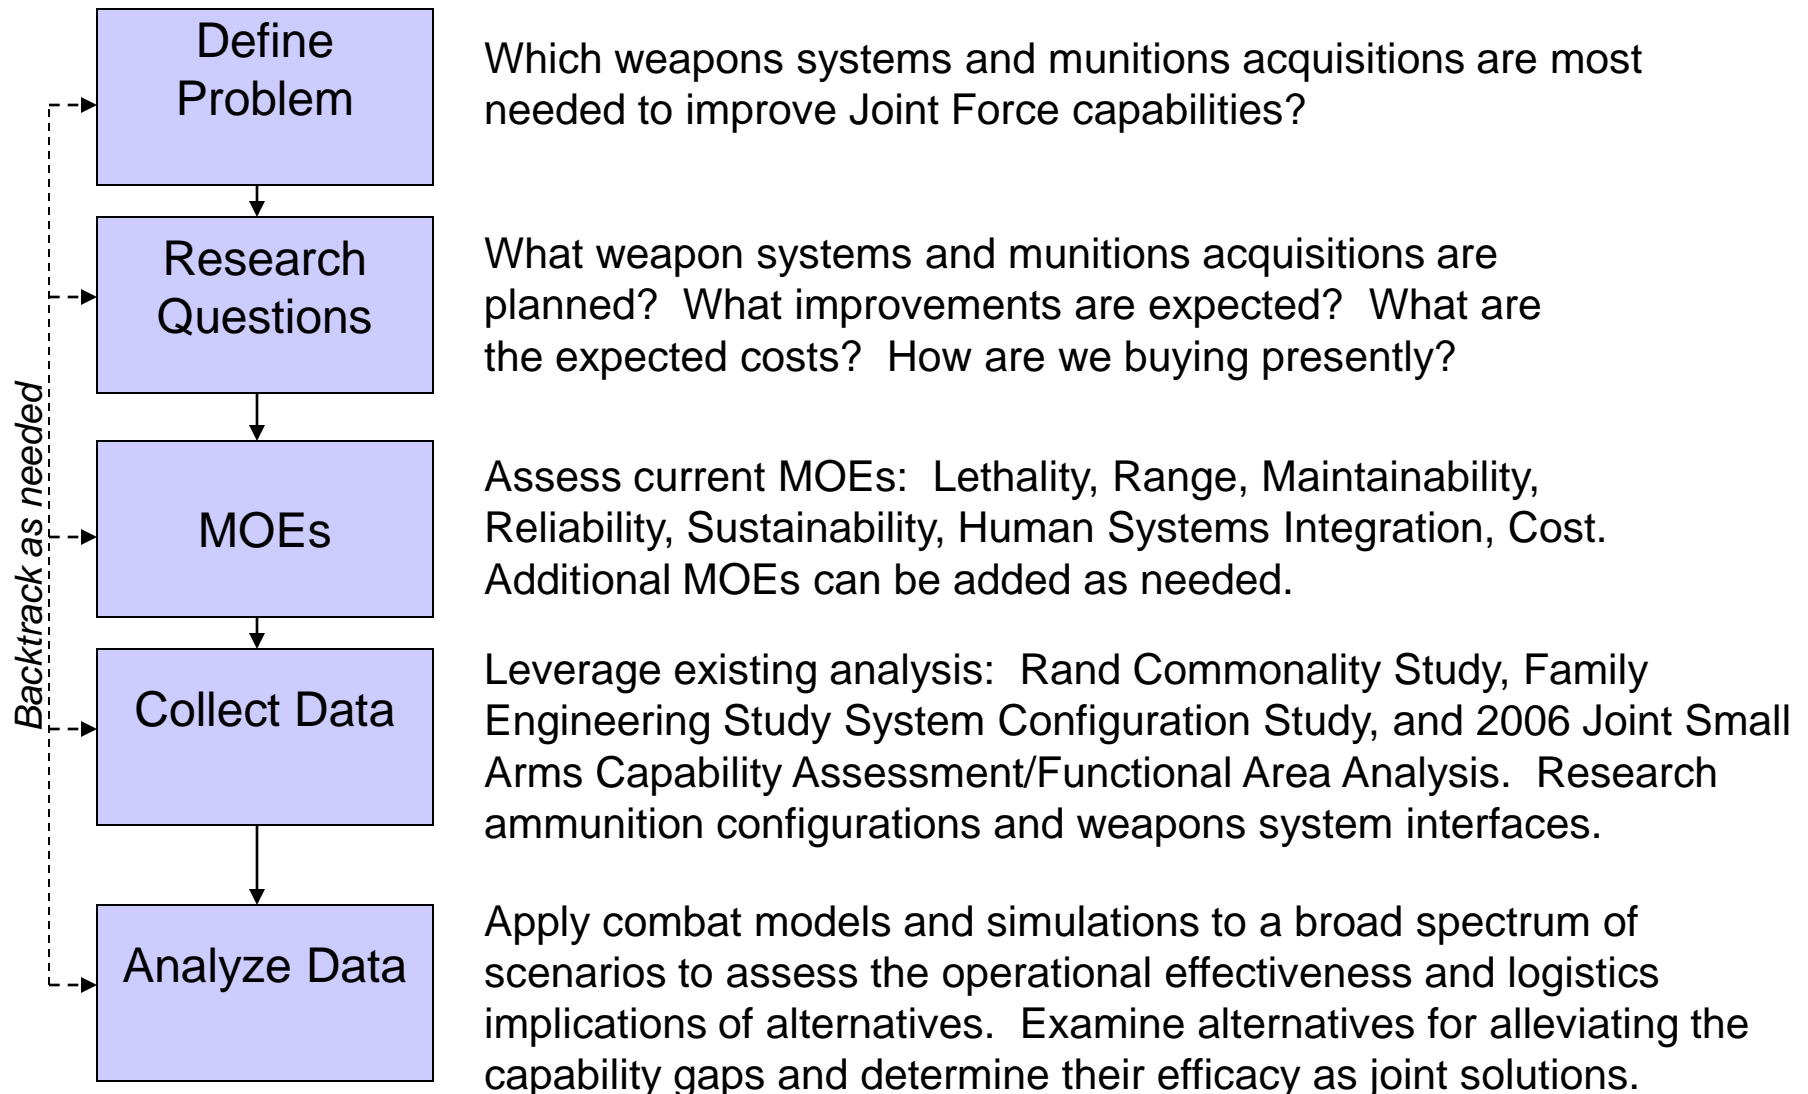 Define
Problem
Which weapons systems and munitions acquisitions are most
needed to improve Joint Force capabilities?
Research
Questions
What weapon systems and munitions acquisitions are
planned?  What improvements are expected?  What are
the expected costs?  How are we buying presently?
Backtrack as needed
MOEs
Assess current MOEs:  Lethality, Range, Maintainability,
Reliability, Sustainability, Human Systems Integration, Cost.
Additional MOEs can be added as needed.
Collect Data
Leverage existing analysis:  Rand Commonality Study, Family
Engineering Study System Configuration Study, and 2006 Joint Small
Arms Capability Assessment/Functional Area Analysis.  Research
ammunition configurations and weapons system interfaces.
Analyze Data
Apply combat models and simulations to a broad spectrum of
scenarios to assess the operational effectiveness and logistics
implications of alternatives.  Examine alternatives for alleviating the
capability gaps and determine their efficacy as joint solutions.